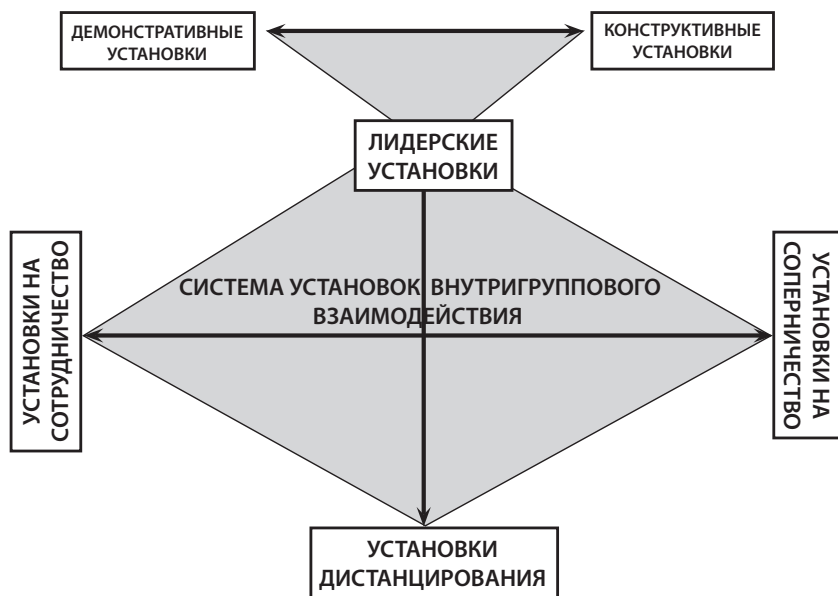 ДЕМОНСТРАТИВНЫЕ
УСТАНОВКИ
КОНСТРУКТИВНЫЕ
УСТАНОВКИ
ЛИДЕРСКИЕ
УСТАНОВКИ
УСТАНОВКИ НА
СОТРУДНИЧЕСТВО
СИСТЕМА УСТАНОВОК ВНУТРИГРУППОВОГО
ВЗАИМОДЕЙСТВИЯ
УСТАНОВКИ НА
СОПЕРНИЧЕСТВО
УСТАНОВКИ
ДИСТАНЦИРОВАНИЯ